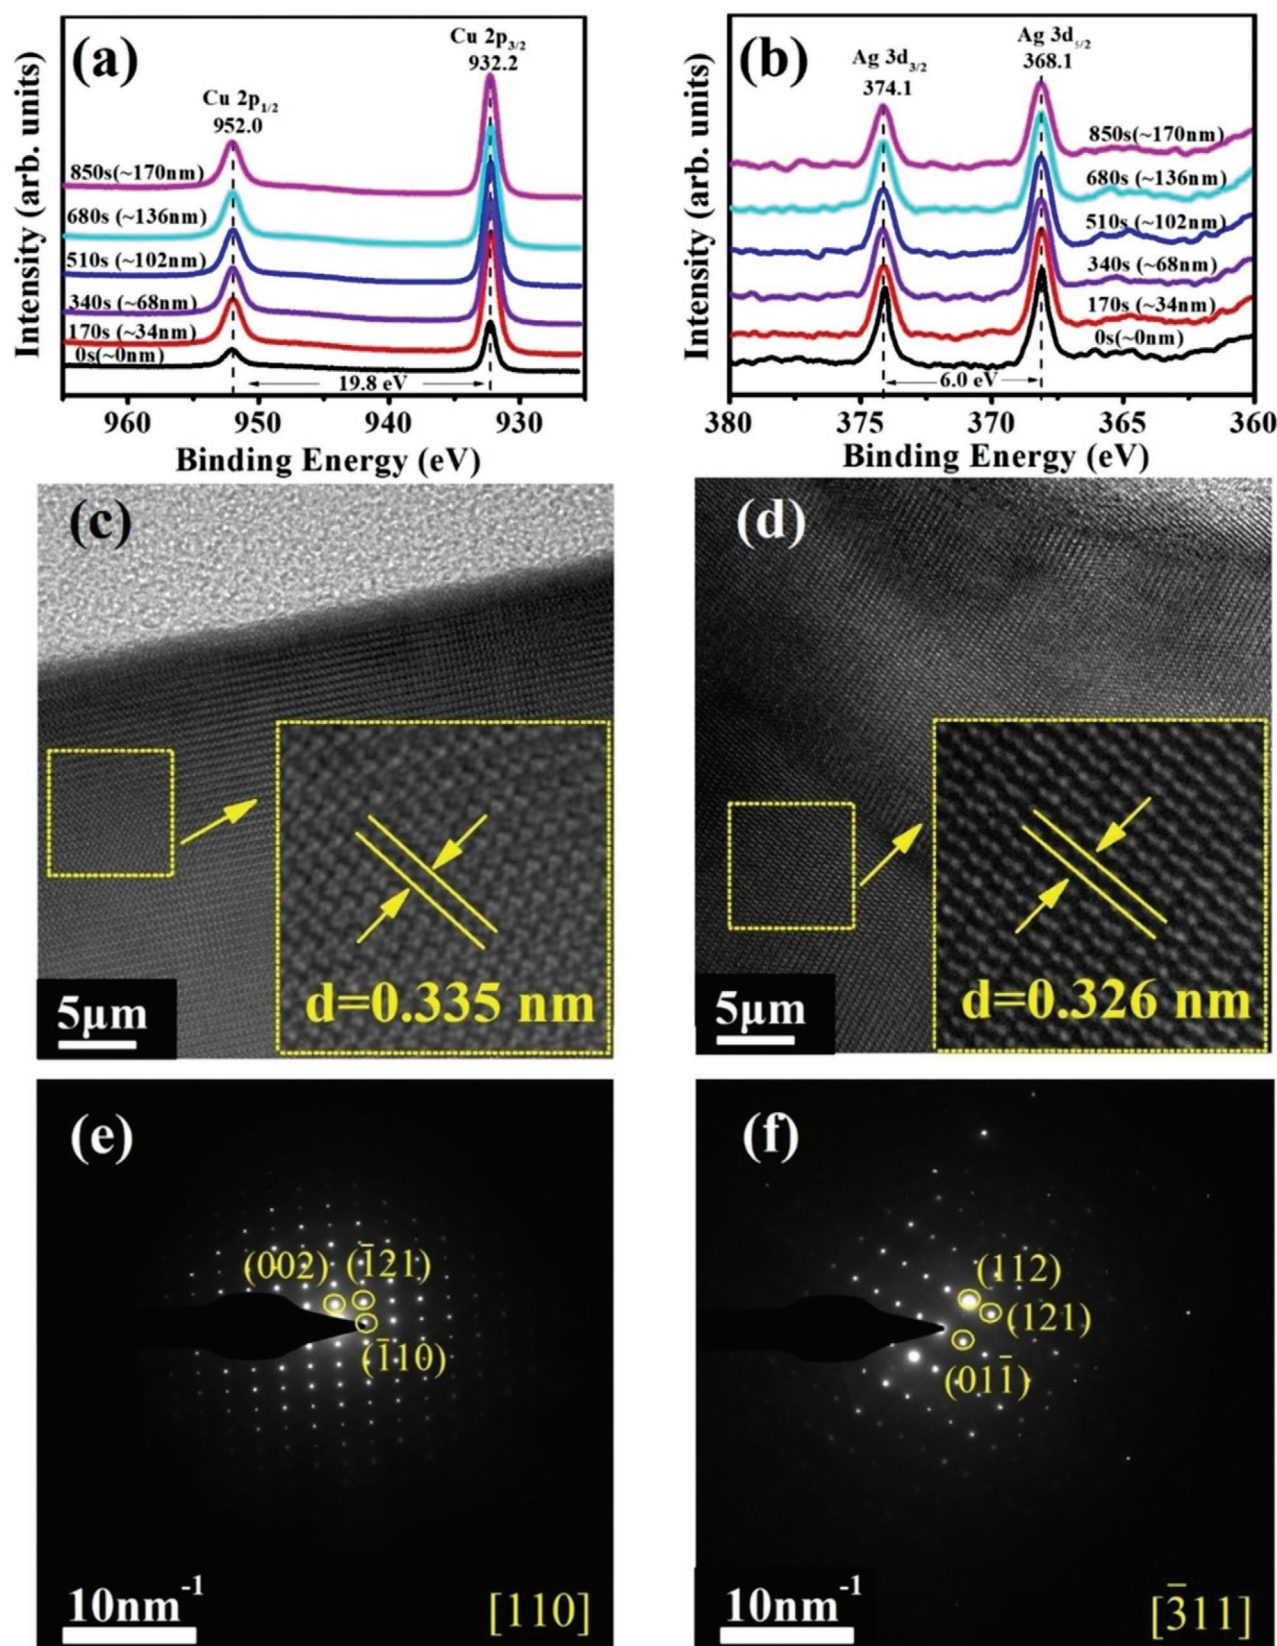 (a)
Cu 2p3/2
932.2
Cu 2p1/2
952.0
850s(~170nm)
680s (~136nm)
510s (~102nm)
340s (~68nm)
170s (~34nm)
0s(~0nm)
19.8 eV
960 950 940 930
Binding Energy (eV)
Intensity (arb. units)
(b)
Ag 3d5/2
368.1
Ag 3d3/2
374.1
850s(~170nm)
680s (~136nm)
510s (~102nm)
340s (~68nm)
170s (~34nm)
0s(~0nm)
6.0 eV
380 375 370 365 360
Binding Energy (eV)
Intensity (arb. units)
(c)
d=0.335 nm
5μm
(d)
d=0.326 nm
5μm
(e)
(002) (1̅21)
(1̅10)
10nm-1
[110]
(f)
(112)
(121)
(011̅)
10nm-1
[3̅11]